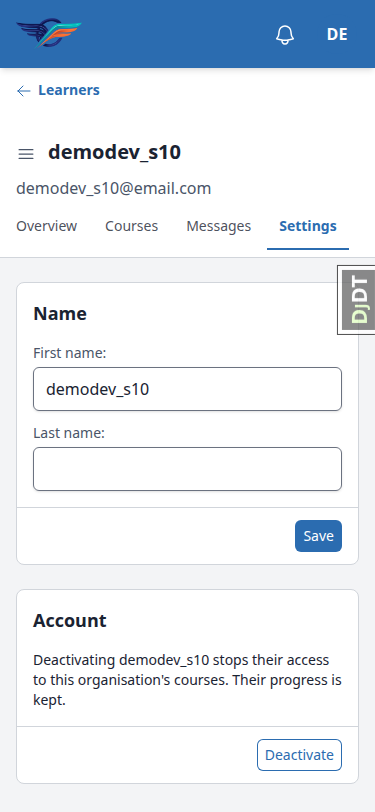 DE
← Learners
demodev_s10
demodev_s10@email.com
Overview Courses Messages Settings
DjDT
Name
First name:
demodev_s10
Last name:
Save
Account
Deactivating demodev_s10 stops their access
to this organisation's courses. Their progress is
kept.
Deactivate